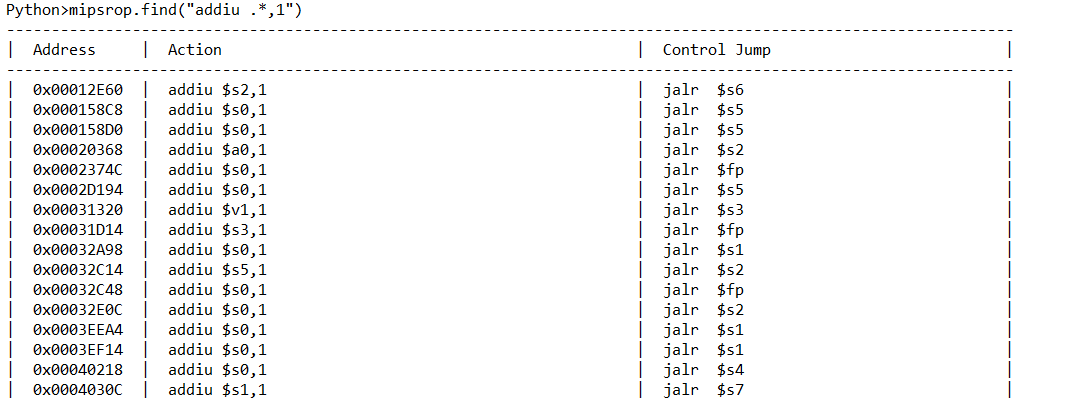 Python>mipsrop.find("addiu .*,1")
----------------------------------------------------------------------------------------------------------------
|  Address     |  Action                                              |  Control Jump                          |
----------------------------------------------------------------------------------------------------------------
|  0x00012E60  |  addiu $s2,1                                         |  jalr  $s6                             |
|  0x000158C8  |  addiu $s0,1                                         |  jalr  $s5                             |
|  0x000158D0  |  addiu $s0,1                                         |  jalr  $s5                             |
|  0x00020368  |  addiu $a0,1                                         |  jalr  $s2                             |
|  0x0002374C  |  addiu $s0,1                                         |  jalr  $fp                             |
|  0x0002D194  |  addiu $s0,1                                         |  jalr  $s5                             |
|  0x00031320  |  addiu $v1,1                                         |  jalr  $s3                             |
|  0x00031D14  |  addiu $s3,1                                         |  jalr  $fp                             |
|  0x00032A98  |  addiu $s0,1                                         |  jalr  $s1                             |
|  0x00032C14  |  addiu $s5,1                                         |  jalr  $s2                             |
|  0x00032C48  |  addiu $s0,1                                         |  jalr  $fp                             |
|  0x00032E0C  |  addiu $s0,1                                         |  jalr  $s2                             |
|  0x0003EEA4  |  addiu $s0,1                                         |  jalr  $s1                             |
|  0x0003EF14  |  addiu $s0,1                                         |  jalr  $s1                             |
|  0x00040218  |  addiu $s0,1                                         |  jalr  $s4                             |
|  0x0004030C  |  addiu $s1,1                                         |  jalr  $s7                             |